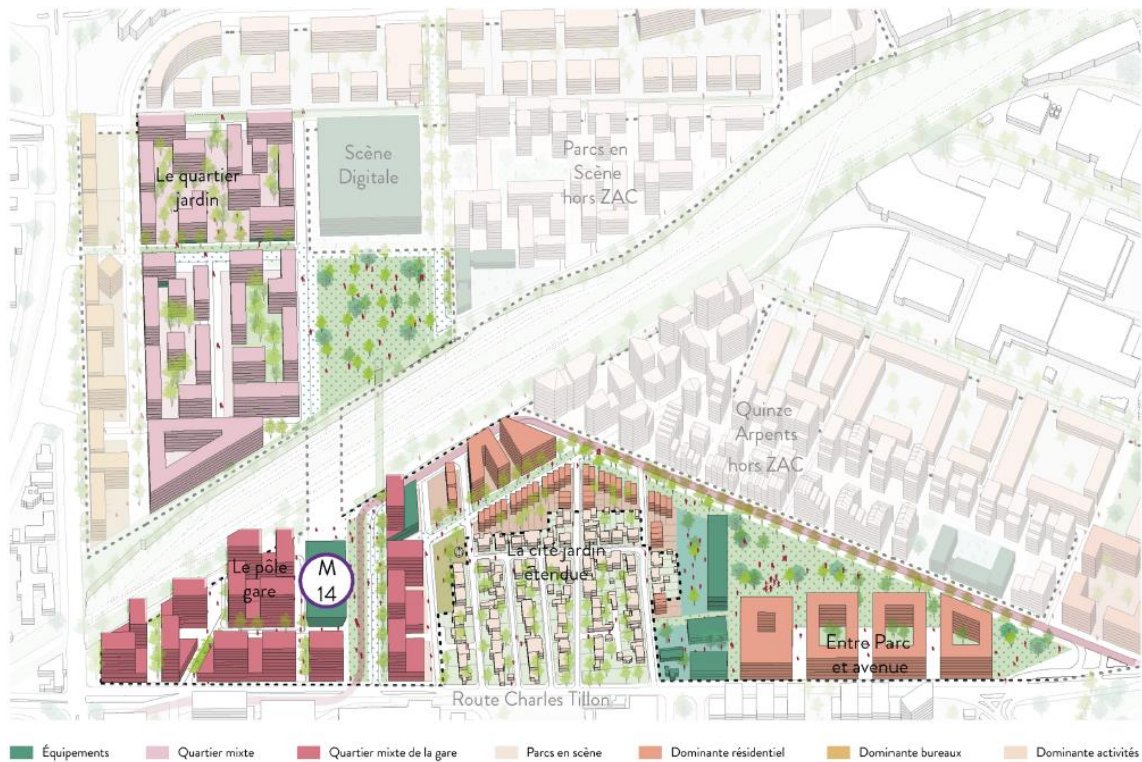 Scène
Digitale
Parcs en
Scène
hors ZAC
Le quartier
jardin
Quinze
Arpents
hors ZAC
Le pôle
gare
M
14
La cité jardin
étendue
Entre Parc
et avenue
Route Charles Tillon
Équipements
Quartier mixte
Quartier mixte de la gare
Parcs en scène
Dominante résidentiel
Dominante bureaux
Dominante activités